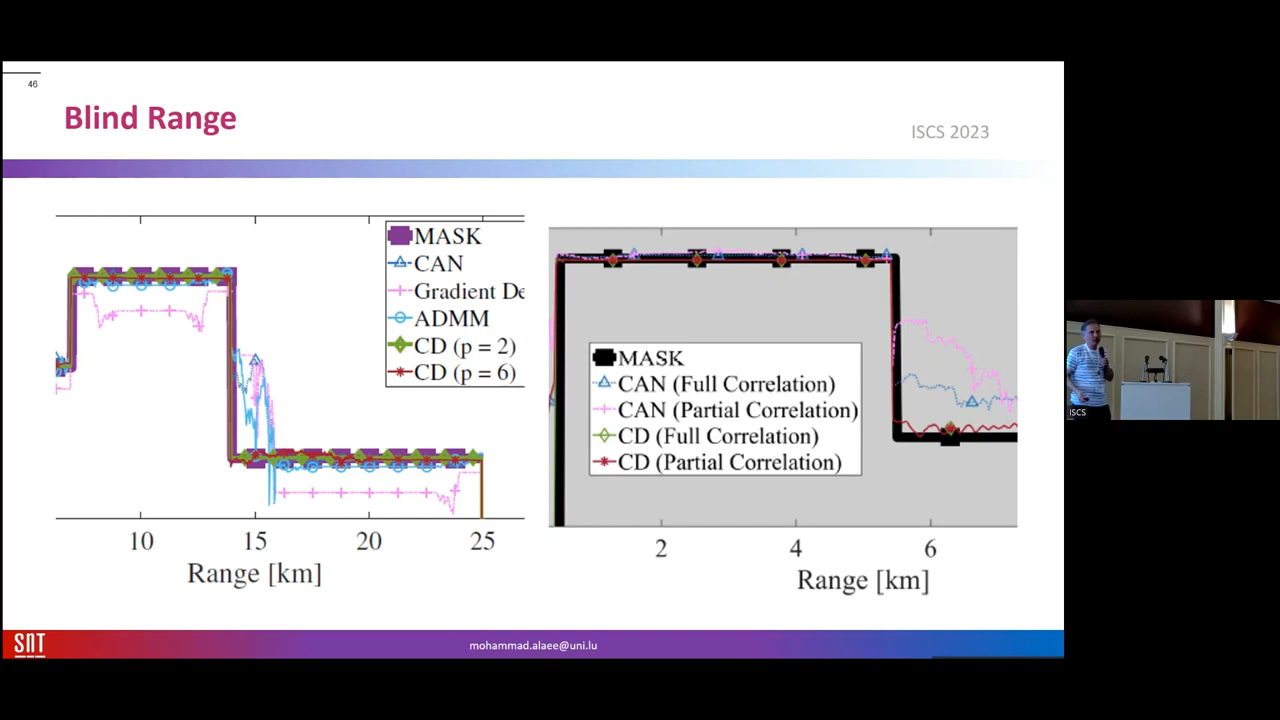 46
Blind Range
ISCS 2023
MASK
CAN
Gradient De
ADMM
CD (p = 2)
CD (p = 6)
10 15 20 25
Range [km]
MASK
CAN (Full Correlation)
CAN (Partial Correlation)
CD (Full Correlation)
CD (Partial Correlation)
2 4 6
Range [km]
SNT
mohammad.alaee@uni.lu
ISCS